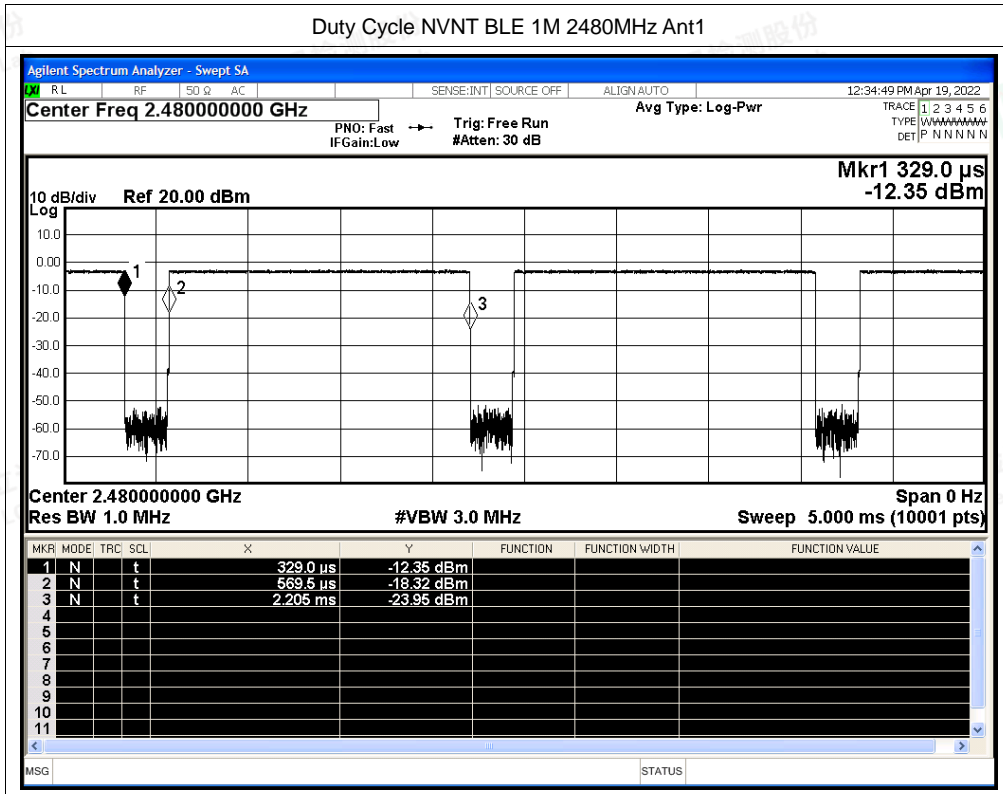 Duty Cycle NVNT BLE 1M 2480MHz Ant1
Agilent Spectrum Analyzer - Swept SA
LXI RL RF 50 Ω AC SENSE:INT SOURCE OFF ALIGN AUTO 12:34:49 PM Apr 19, 2022
Center Freq 2.480000000 GHz
PNO: Fast
IFGain:Low
Trig: Free Run
#Atten: 30 dB
Avg Type: Log-Pwr
TRACE 1 2 3 4 5 6
TYPE WWWWWW
DET P N N N N N
Mkr1 329.0 µs
-12.35 dBm
10 dB/div Ref 20.00 dBm
Log
10.0
0.00
-10.0
-20.0
-30.0
-40.0
-50.0
-60.0
-70.0
1
2
3
Center 2.480000000 GHz Span 0 Hz
Res BW 1.0 MHz #VBW 3.0 MHz Sweep 5.000 ms (10001 pts)
MKR MODE TRC SCL X Y FUNCTION FUNCTION WIDTH FUNCTION VALUE
1 N t 329.0 µs -12.35 dBm
2 N t 569.5 µs -18.32 dBm
3 N t 2.205 ms -23.95 dBm
4
5
6
7
8
9
10
11
MSG STATUS